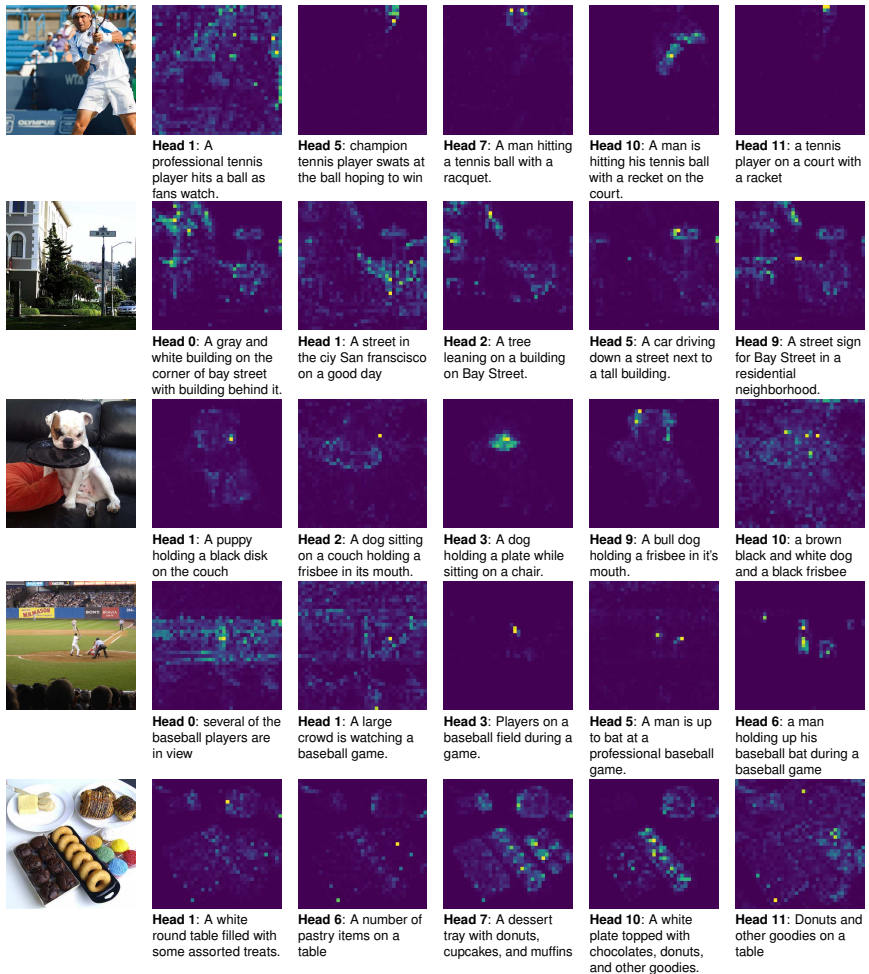 WTA
OLYMPUS
Head 1: A
professional tennis
player hits a ball as
fans watch.
Head 5: champion
tennis player swats at
the ball hoping to win
Head 7: A man hitting
a tennis ball with a
racquet.
Head 10: A man is
hitting his tennis ball
with a recket on the
court.
Head 11: a tennis
player on a court with
a racket
Head 0: A gray and
white building on the
corner of bay street
with building behind it.
Head 1: A street in
the ciy San franscisco
on a good day
Head 2: A tree
leaning on a building
on Bay Street.
Head 5: A car driving
down a street next to
a tall building.
Head 9: A street sign
for Bay Street in a
residential
neighborhood.
Head 1: A puppy
holding a black disk
on the couch
Head 2: A dog sitting
on a couch holding a
frisbee in its mouth.
Head 3: A dog
holding a plate while
sitting on a chair.
Head 9: A bull dog
holding a frisbee in it's
mouth.
Head 10: a brown
black and white dog
and a black frisbee
SONY
Head 0: several of the
baseball players are
in view
Head 1: A large
crowd is watching a
baseball game.
Head 3: Players on a
baseball field during a
game.
Head 5: A man is up
to bat at a
professional baseball
game.
Head 6: a man
holding up his
baseball bat during a
baseball game
Head 1: A white
round table filled with
some assorted treats.
Head 6: A number of
pastry items on a
table
Head 7: A dessert
tray with donuts,
cupcakes, and muffins
Head 10: A white
plate topped with
chocolates, donuts,
and other goodies.
Head 11: Donuts and
other goodies on a
table